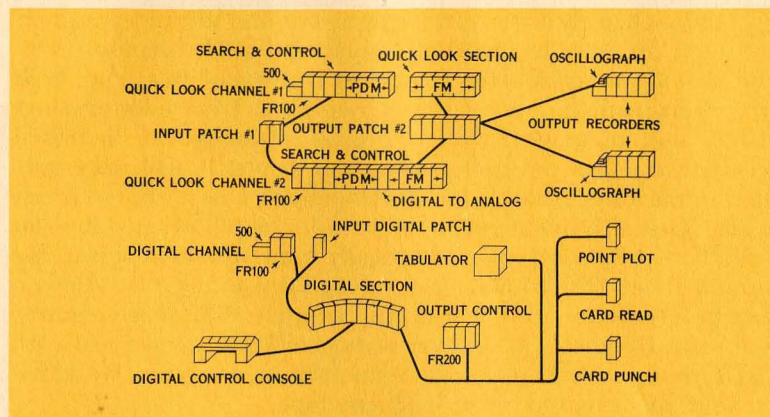 SEARCH & CONTROL
QUICK LOOK SECTION
OSCILLOGRAPH
500
PDM
FM
QUICK LOOK CHANNEL #1
FR100
OUTPUT RECORDERS
INPUT PATCH #1
OUTPUT PATCH #2
SEARCH & CONTROL
QUICK LOOK CHANNEL #2
PDM
FM
FR100
DIGITAL TO ANALOG
OSCILLOGRAPH
500
INPUT DIGITAL PATCH
DIGITAL CHANNEL
FR100
TABULATOR
POINT PLOT
DIGITAL SECTION
OUTPUT CONTROL
CARD READ
FR200
DIGITAL CONTROL CONSOLE
CARD PUNCH